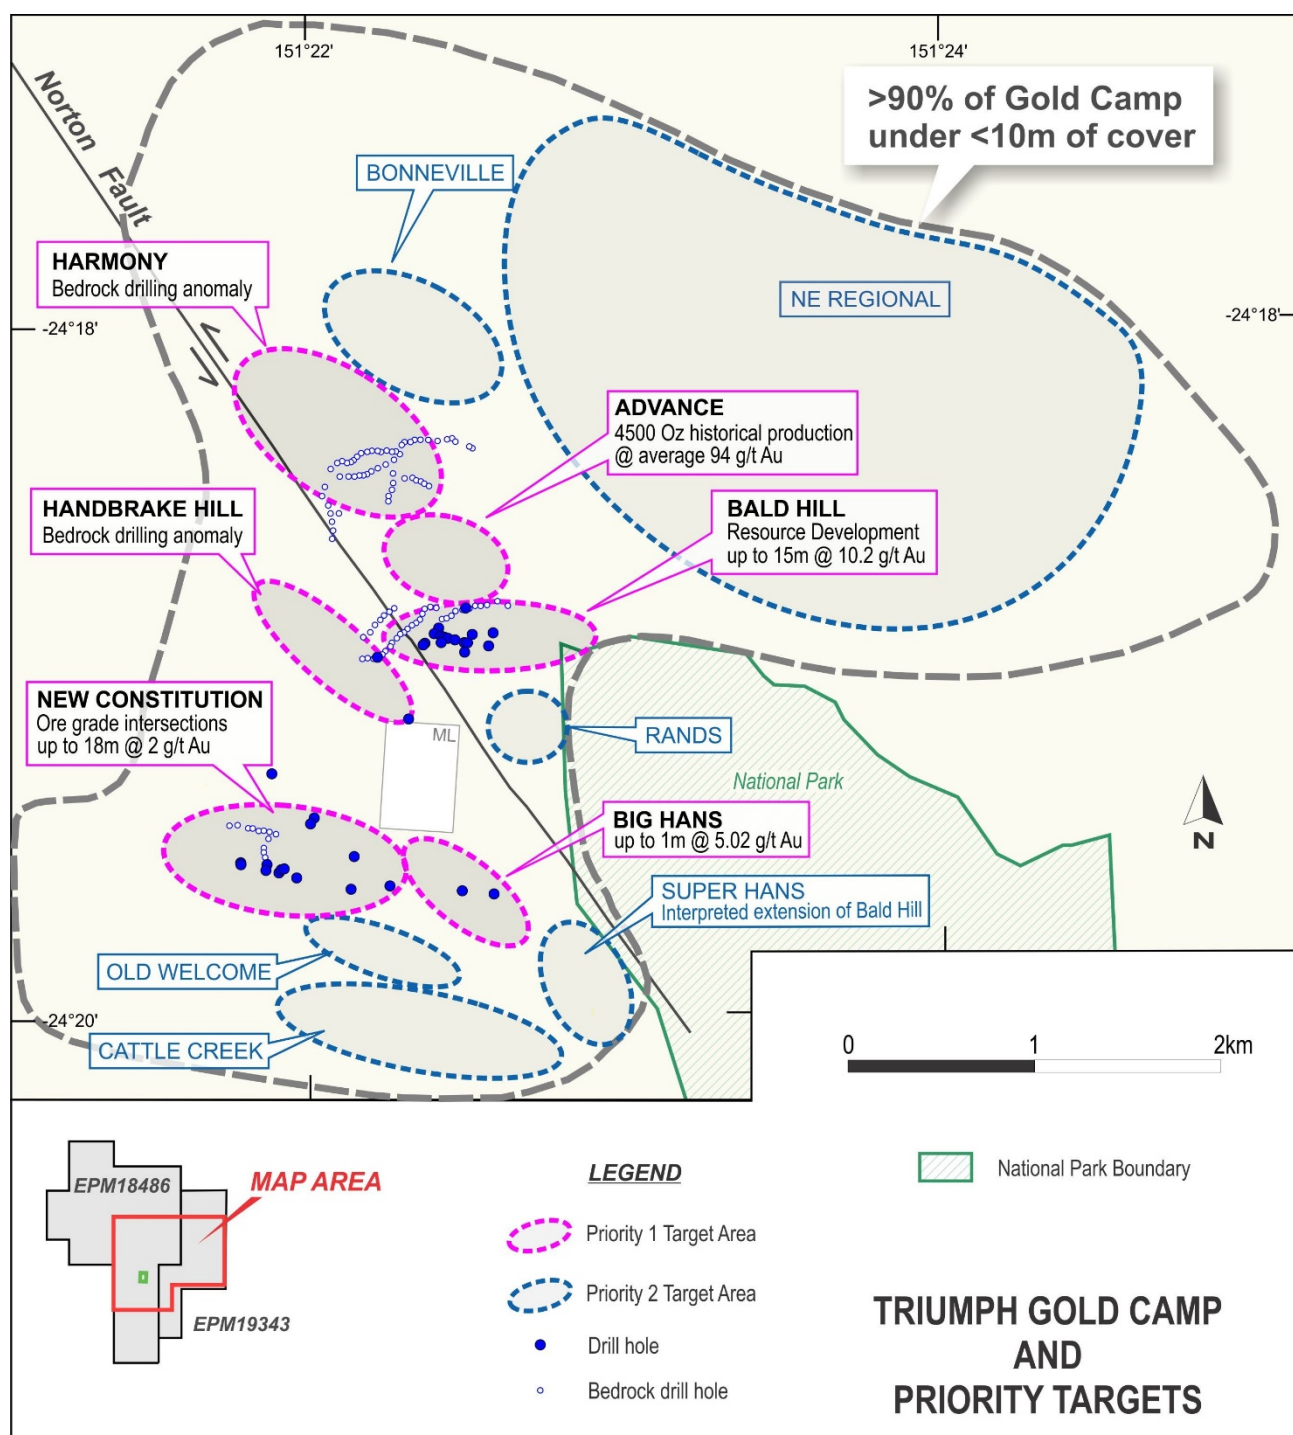 151°22'
151°24'
Norton Fault
>90% of Gold Camp
under <10m of cover
BONNEVILLE
HARMONY
Bedrock drilling anomaly
NE REGIONAL
-24°18'
-24°18'
ADVANCE
4500 Oz historical production
@ average 94 g/t Au
HANDBRAKE HILL
Bedrock drilling anomaly
BALD HILL
Resource Development
up to 15m @ 10.2 g/t Au
NEW CONSTITUTION
Ore grade intersections
up to 18m @ 2 g/t Au
ML
RANDS
National Park
N
BIG HANS
up to 1m @ 5.02 g/t Au
SUPER HANS
Interpreted extension of Bald Hill
OLD WELCOME
-24°20'
CATTLE CREEK
0 1 2km
EPM18486
MAP AREA
EPM19343
LEGEND
Priority 1 Target Area
Priority 2 Target Area
Drill hole
Bedrock drill hole
National Park Boundary
TRIUMPH GOLD CAMP
AND
PRIORITY TARGETS